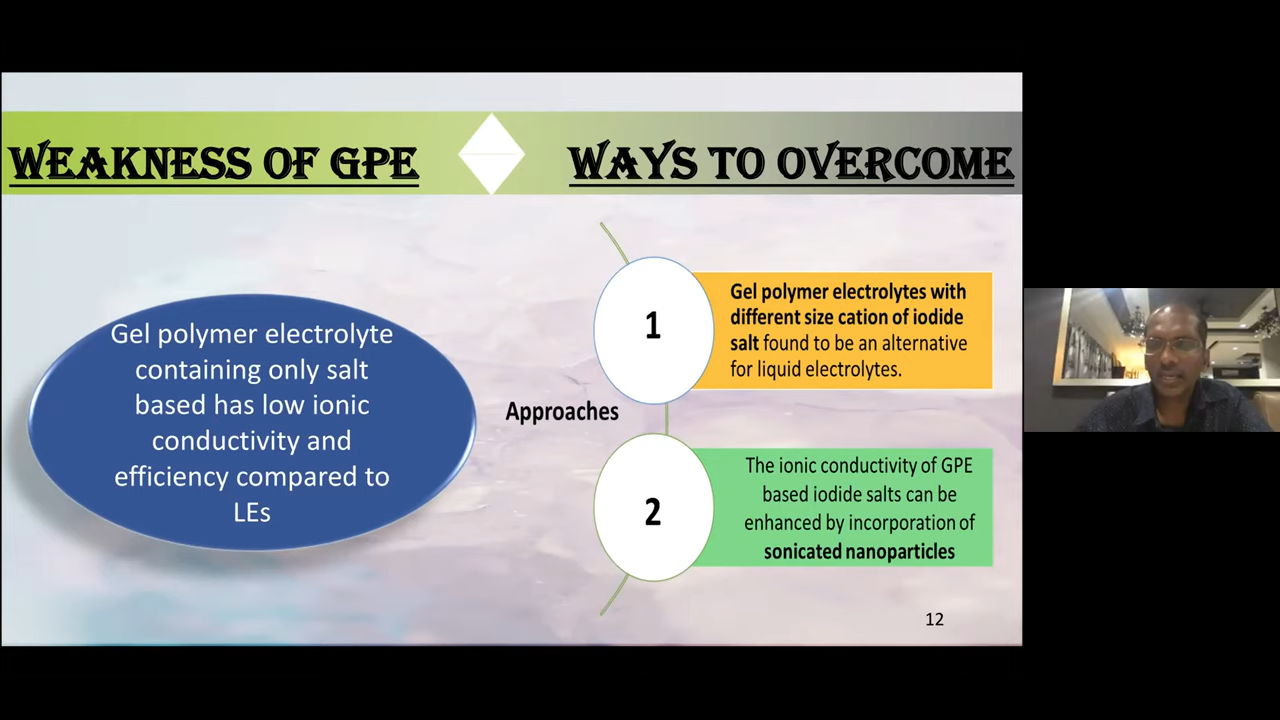 WEAKNESS OF GPE
WAYS TO OVERCOME
Gel polymer electrolyte
containing only salt
based has low ionic
conductivity and
efficiency compared to
LEs
Approaches
1
Gel polymer electrolytes with
different size cation of iodide
salt found to be an alternative
for liquid electrolytes.
2
The ionic conductivity of GPE
based iodide salts can be
enhanced by incorporation of
sonicated nanoparticles
12